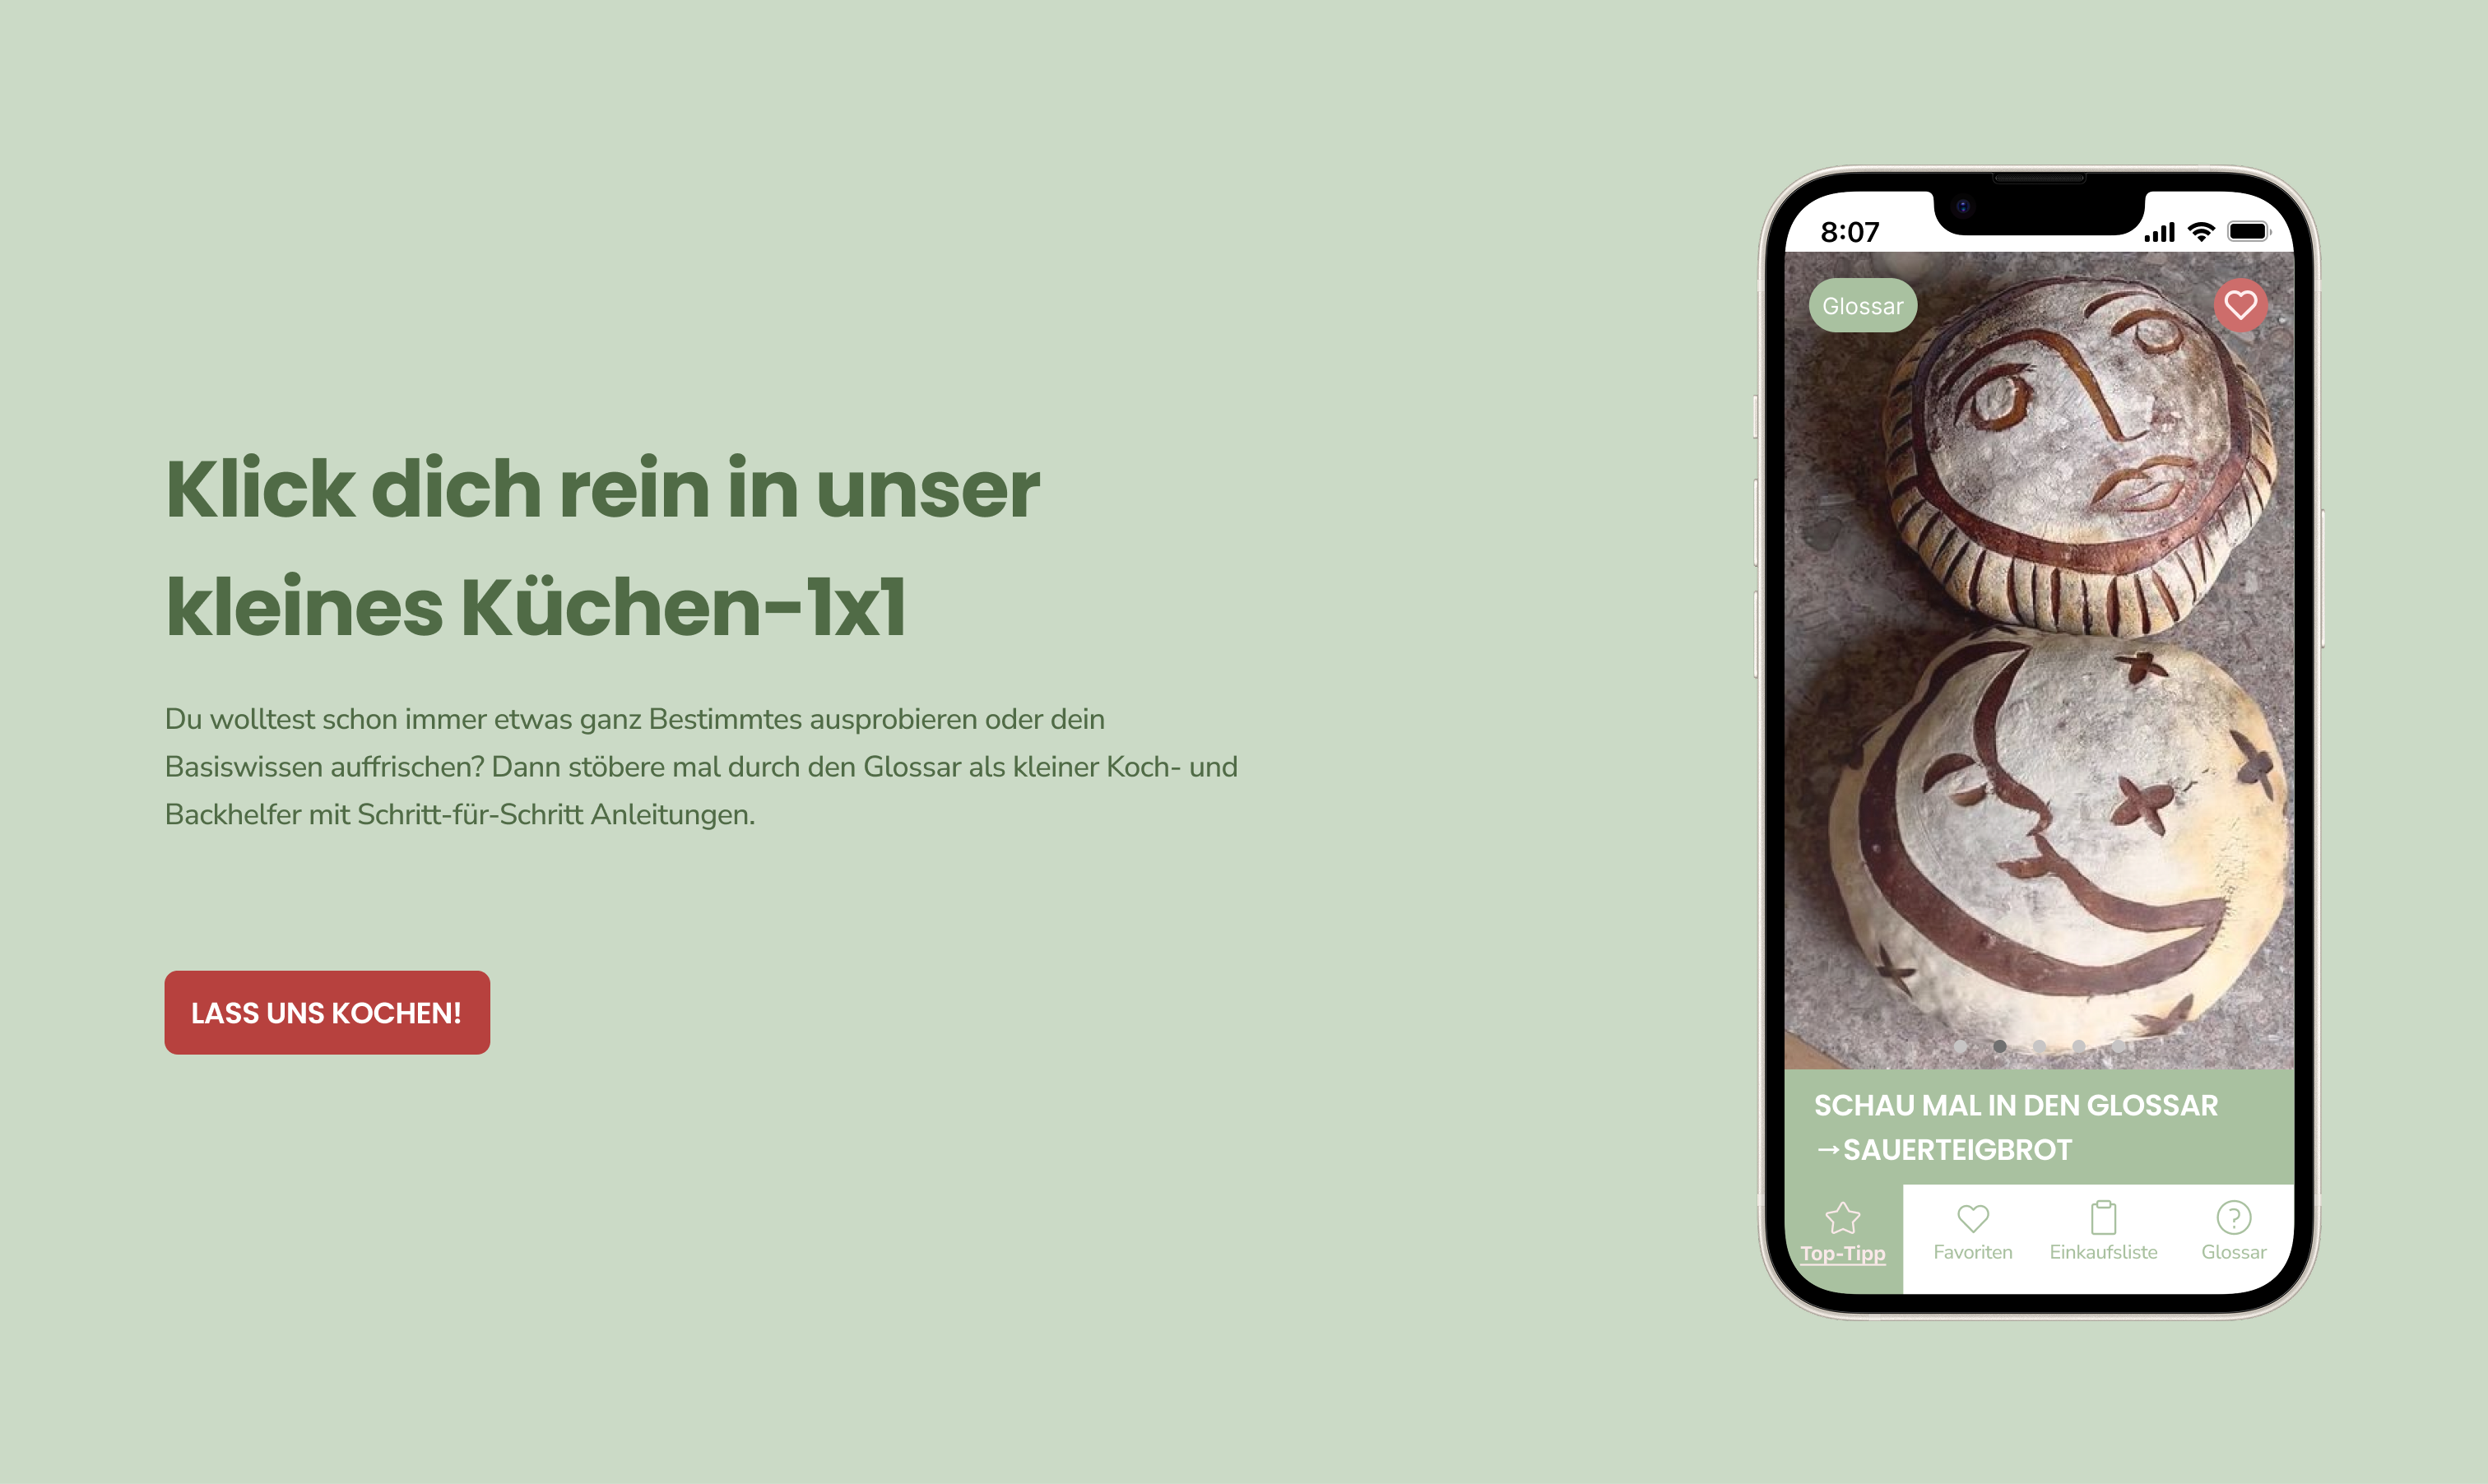 Klick dich rein in unser
kleines Küchen-1x1
Du wolltest schon immer etwas ganz Bestimmtes ausprobieren oder dein
Basiswissen auffrischen? Dann stöbere mal durch den Glossar als kleiner Koch- und
Backhelfer mit Schritt-für-Schritt Anleitungen.
LASS UNS KOCHEN!
8:07
Glossar
SCHAU MAL IN DEN GLOSSAR
→SAUERTEIGBROT
Top-Tipp
Favoriten
Einkaufsliste
Glossar